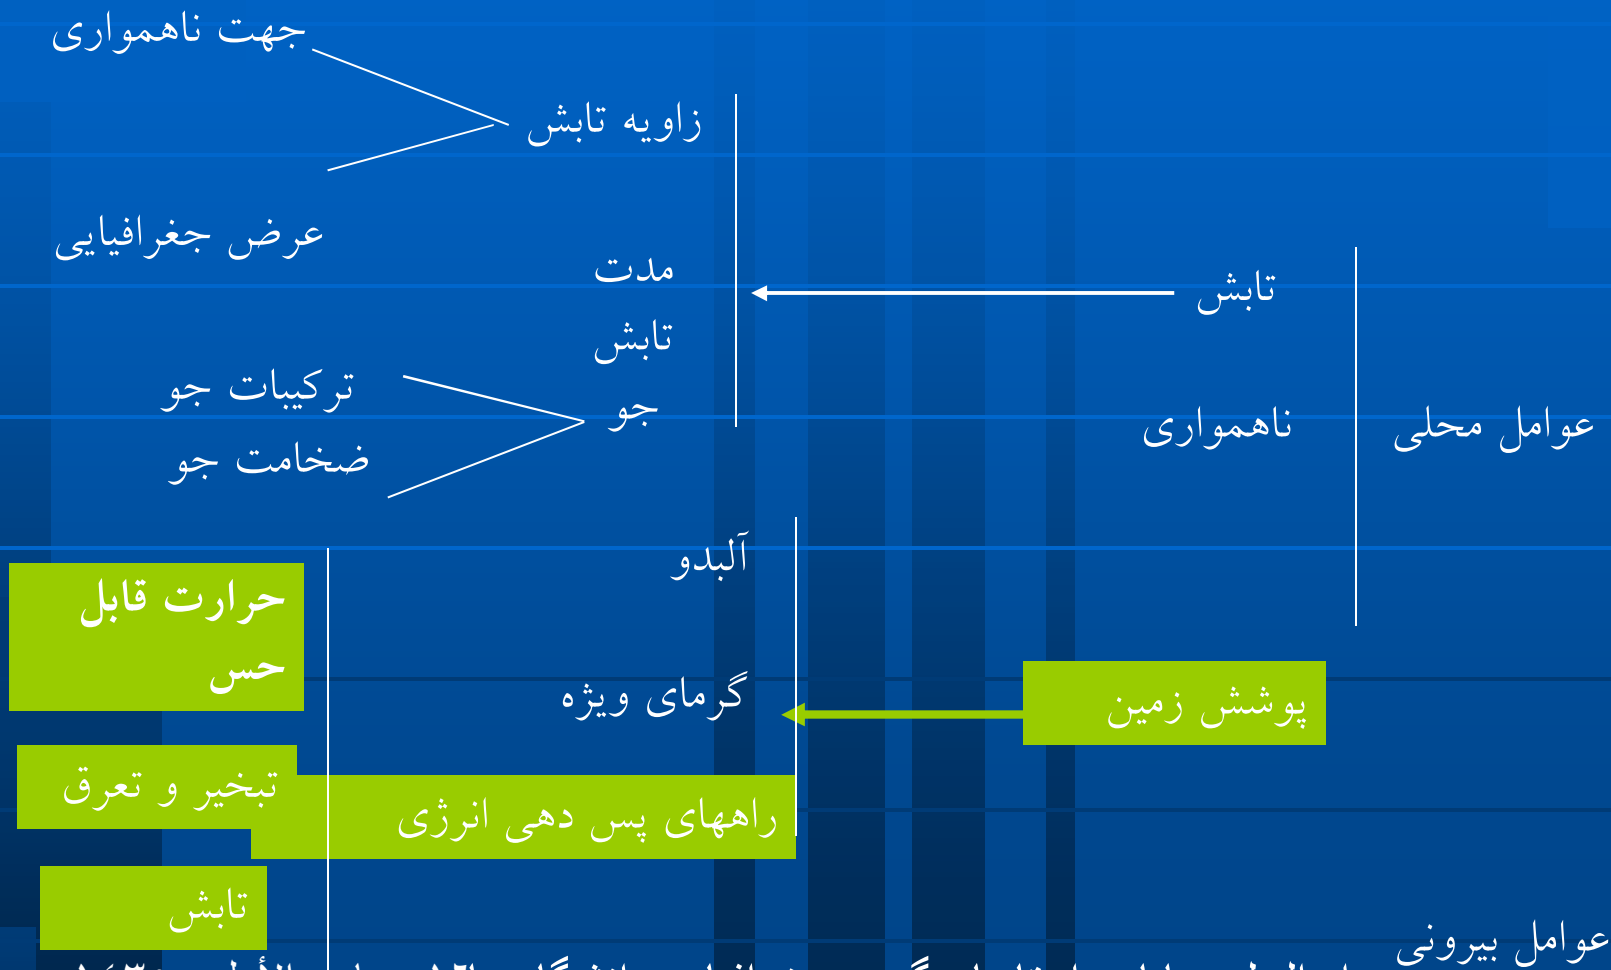 جهت ناهمواری
زاویه تابش
عرض جغرافیایی
مدت
تابش
تابش
ترکیبات جو
جو
ناهمواری
عوامل محلی
ضخامت جو
آلبدو
حرارت قابل
حس
گرمای ویژه
پوشش زمین
تبخیر و تعرق
راههای پس دهی انرژی
تابش
عوامل بیرونی